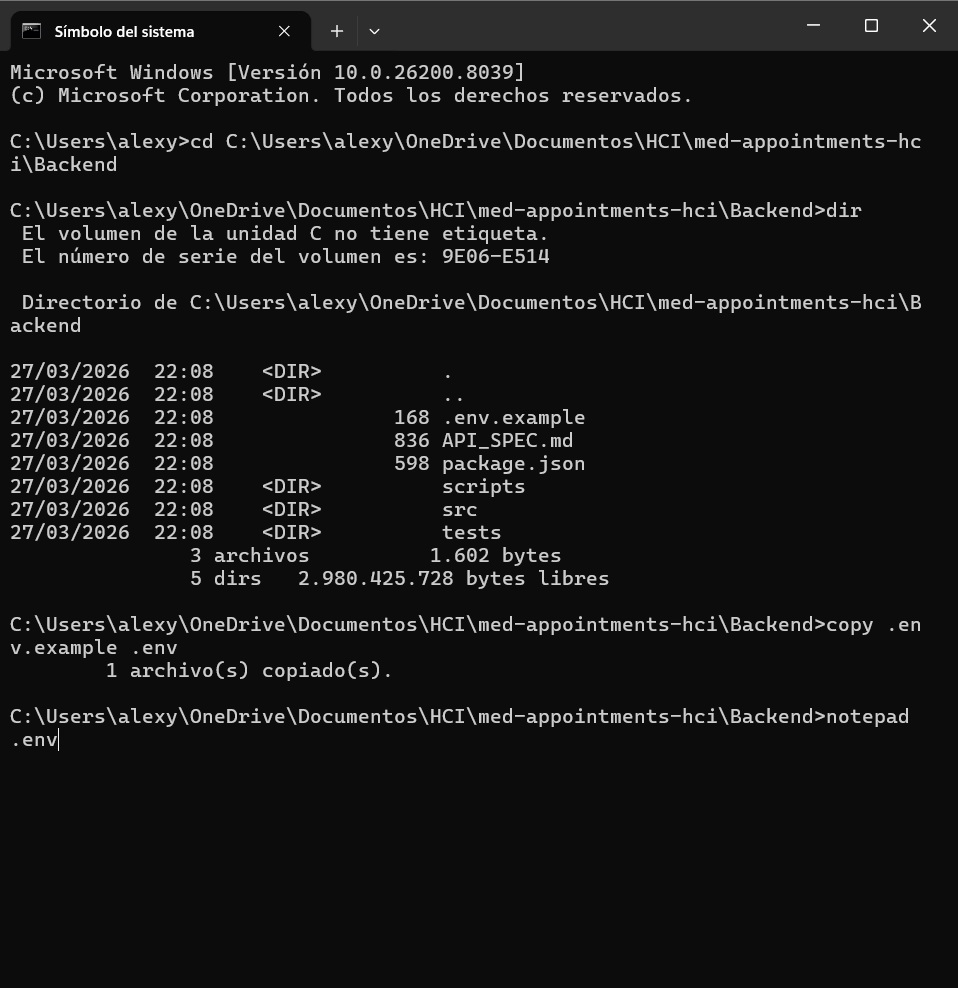 Símbolo del sistema
Microsoft Windows [Versión 10.0.26200.8039]
(c) Microsoft Corporation. Todos los derechos reservados.
C:\Users\alexy>cd C:\Users\alexy\OneDrive\Documentos\HCI\med-appointments-hc
i\Backend
C:\Users\alexy\OneDrive\Documentos\HCI\med-appointments-hci\Backend>dir
 El volumen de la unidad C no tiene etiqueta.
 El número de serie del volumen es: 9E06-E514
 Directorio de C:\Users\alexy\OneDrive\Documentos\HCI\med-appointments-hci\B
ackend
27/03/2026  22:08    <DIR>          .
27/03/2026  22:08    <DIR>          ..
27/03/2026  22:08               168 .env.example
27/03/2026  22:08               836 API_SPEC.md
27/03/2026  22:08               598 package.json
27/03/2026  22:08    <DIR>          scripts
27/03/2026  22:08    <DIR>          src
27/03/2026  22:08    <DIR>          tests
               3 archivos          1.602 bytes
               5 dirs   2.980.425.728 bytes libres
C:\Users\alexy\OneDrive\Documentos\HCI\med-appointments-hci\Backend>copy .en
v.example .env
        1 archivo(s) copiado(s).
C:\Users\alexy\OneDrive\Documentos\HCI\med-appointments-hci\Backend>notepad
.env